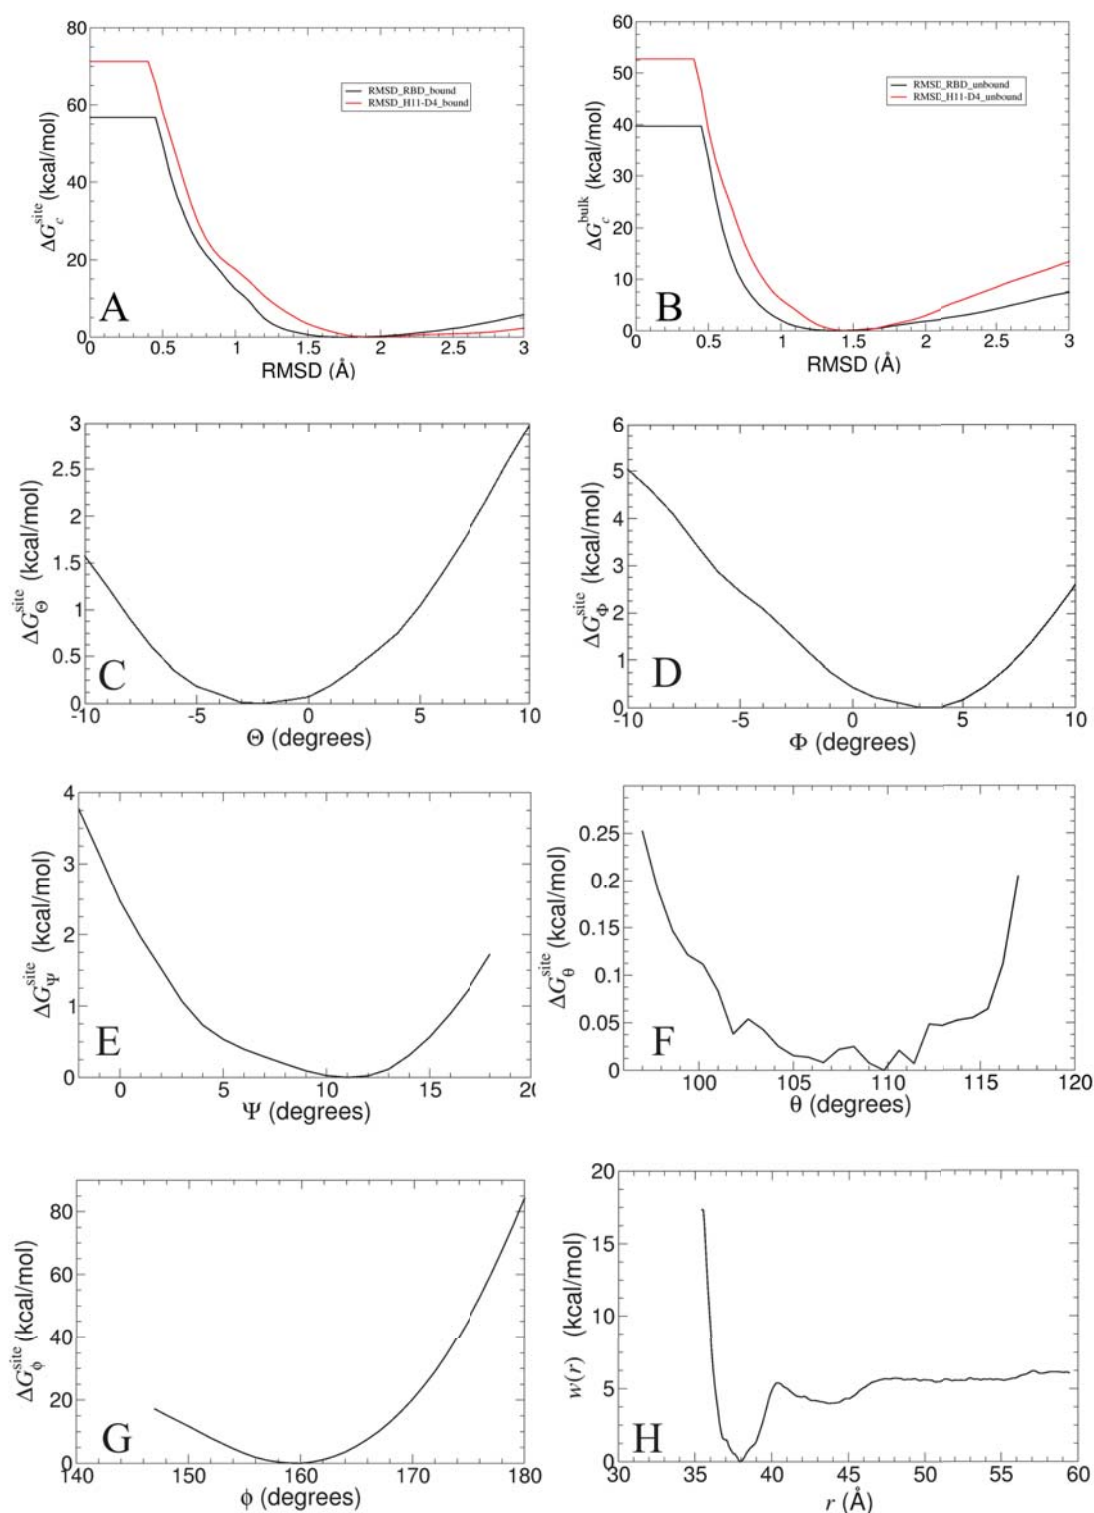 ΔG_c^site (kcal/mol)
80
60
40
20
0
RMSD_RBD_bound
RMSD_H11-D4_bound
A
0 0.5 1 1.5 2 2.5 3
RMSD (Å)
ΔG_c^bulk (kcal/mol)
60
50
40
30
20
10
0
RMSD_RBD_unbound
RMSD_H11-D4_unbound
B
0 0.5 1 1.5 2 2.5 3
RMSD (Å)
ΔG_Θ^site (kcal/mol)
3
2.5
2
1.5
1
0.5
0
C
-10 -5 0 5 10
Θ (degrees)
ΔG_Φ^site (kcal/mol)
6
5
4
3
2
1
0
D
-10 -5 0 5 10
Φ (degrees)
ΔG_Ψ^site (kcal/mol)
4
3
2
1
0
E
0 5 10 15 20
Ψ (degrees)
ΔG_θ^site (kcal/mol)
0.25
0.2
0.15
0.1
0.05
0
F
100 105 110 115 120
θ (degrees)
ΔG_ϕ^site (kcal/mol)
80
60
40
20
0
G
140 150 160 170 180
ϕ (degrees)
w(r) (kcal/mol)
20
15
10
5
0
H
30 35 40 45 50 55 60
r (Å)